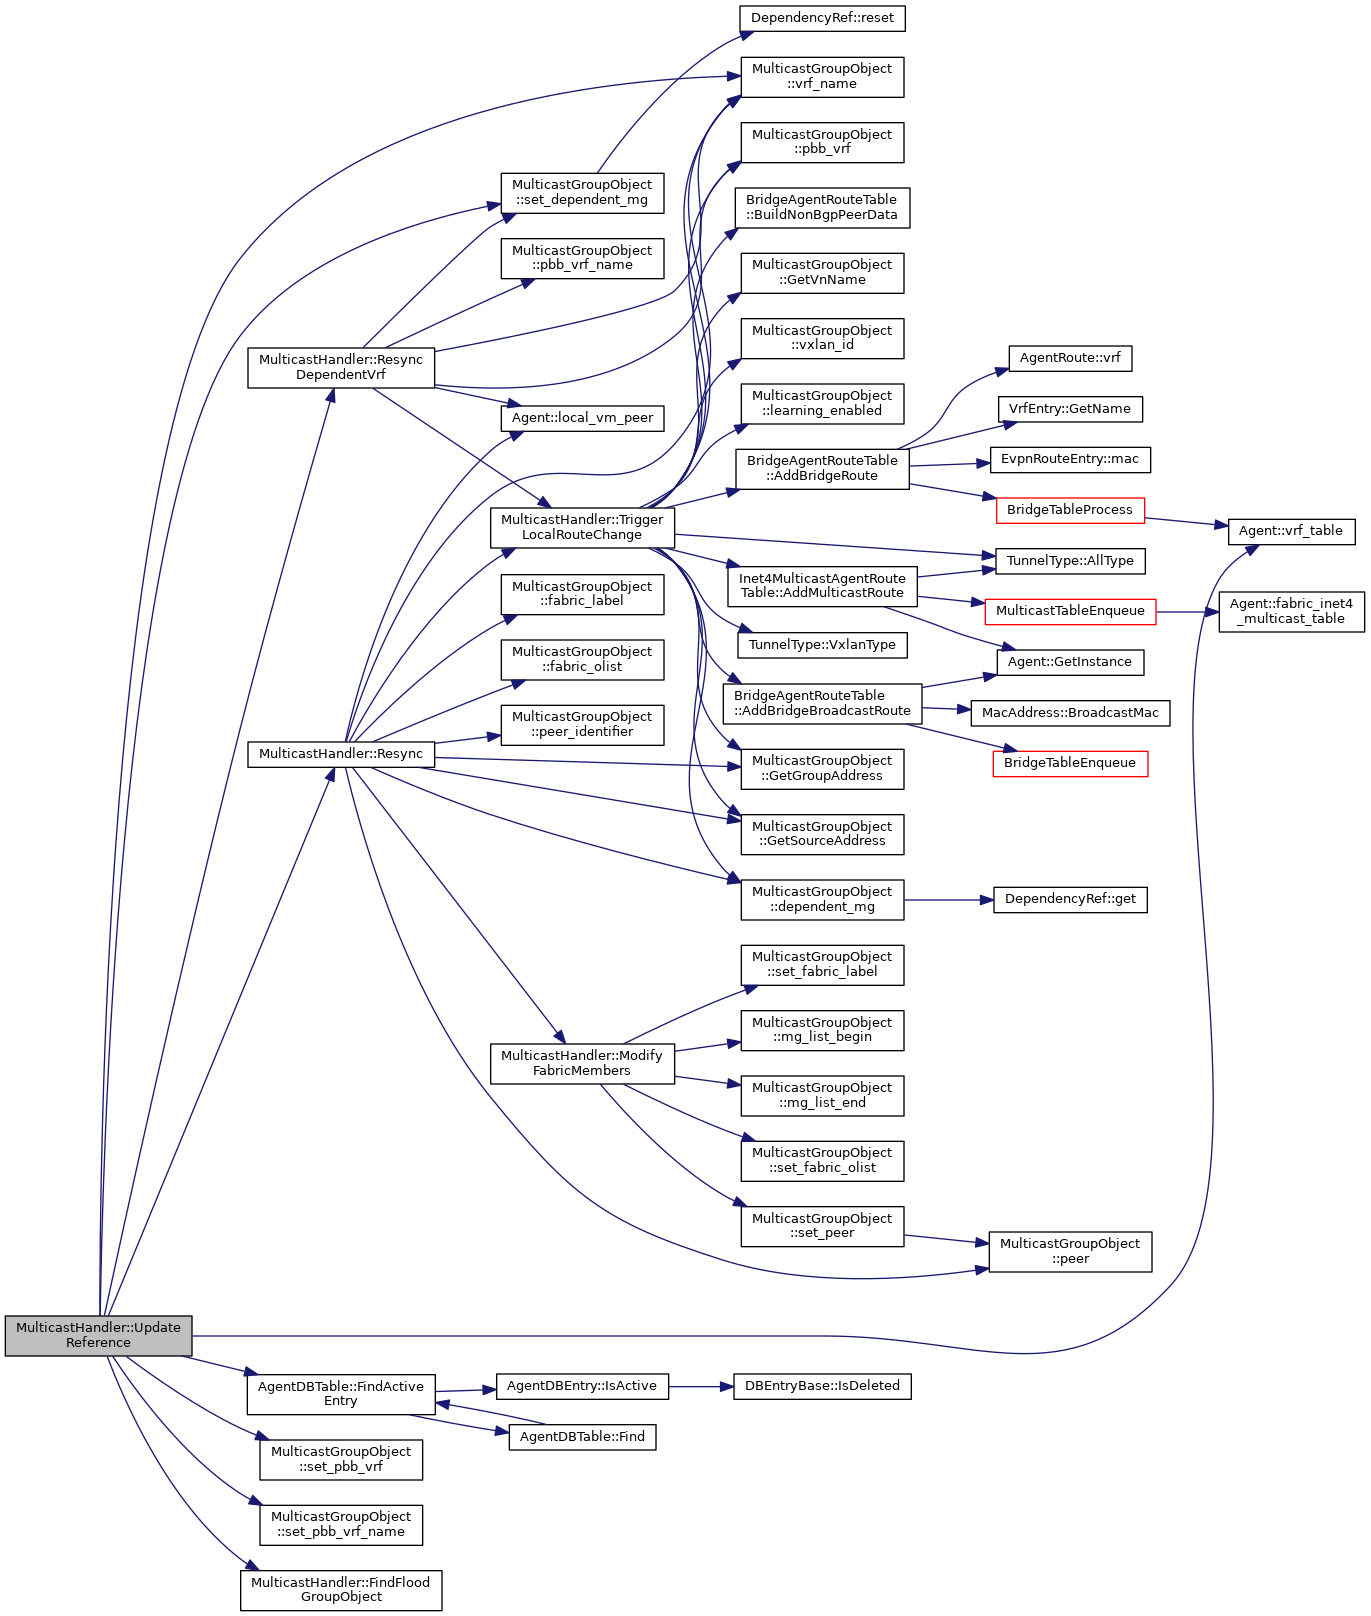 DependencyRef::reset
MulticastGroupObject
::vrf_name
MulticastGroupObject
::pbb_vrf
MulticastGroupObject
::set_dependent_mg
BridgeAgentRouteTable
::BuildNonBgpPeerData
MulticastGroupObject
::pbb_vrf_name
MulticastGroupObject
::GetVnName
MulticastGroupObject
::vxlan_id
MulticastHandler::Resync
DependentVrf
AgentRoute::vrf
MulticastGroupObject
::learning_enabled
VrfEntry::GetName
Agent::local_vm_peer
BridgeAgentRouteTable
::AddBridgeRoute
EvpnRouteEntry::mac
BridgeTableProcess
MulticastHandler::Trigger
LocalRouteChange
Agent::vrf_table
TunnelType::AllType
Inet4MulticastAgentRoute
Table::AddMulticastRoute
MulticastGroupObject
::fabric_label
MulticastTableEnqueue
Agent::fabric_inet4
_multicast_table
TunnelType::VxlanType
MulticastGroupObject
::fabric_olist
Agent::GetInstance
BridgeAgentRouteTable
::AddBridgeBroadcastRoute
MacAddress::BroadcastMac
MulticastGroupObject
::peer_identifier
MulticastHandler::Resync
BridgeTableEnqueue
MulticastGroupObject
::GetGroupAddress
MulticastGroupObject
::GetSourceAddress
MulticastGroupObject
::dependent_mg
DependencyRef::get
MulticastGroupObject
::set_fabric_label
MulticastGroupObject
::mg_list_begin
MulticastHandler::Modify
FabricMembers
MulticastGroupObject
::mg_list_end
MulticastGroupObject
::set_fabric_olist
MulticastGroupObject
::set_peer
MulticastGroupObject
::peer
MulticastHandler::Update
Reference
AgentDBTable::FindActive
Entry
AgentDBEntry::IsActive
DBEntryBase::IsDeleted
AgentDBTable::Find
MulticastGroupObject
::set_pbb_vrf
MulticastGroupObject
::set_pbb_vrf_name
MulticastHandler::FindFlood
GroupObject